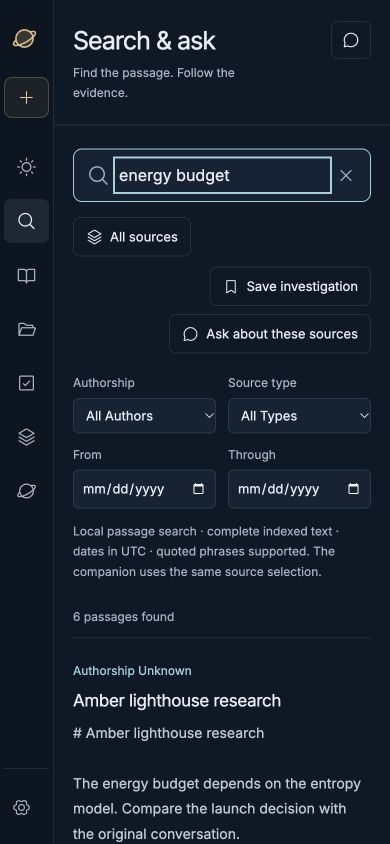 Search & ask
Find the passage. Follow the
evidence.
energy budget
All sources
Save investigation
Ask about these sources
Authorship
Source type
All Authors
All Types
From
Through
mm/dd/yyyy
mm/dd/yyyy
Local passage search · complete indexed text ·
dates in UTC · quoted phrases supported. The
companion uses the same source selection.
6 passages found
Authorship Unknown
Amber lighthouse research
# Amber lighthouse research
The energy budget depends on the entropy
model. Compare the launch decision with
the original conversation.